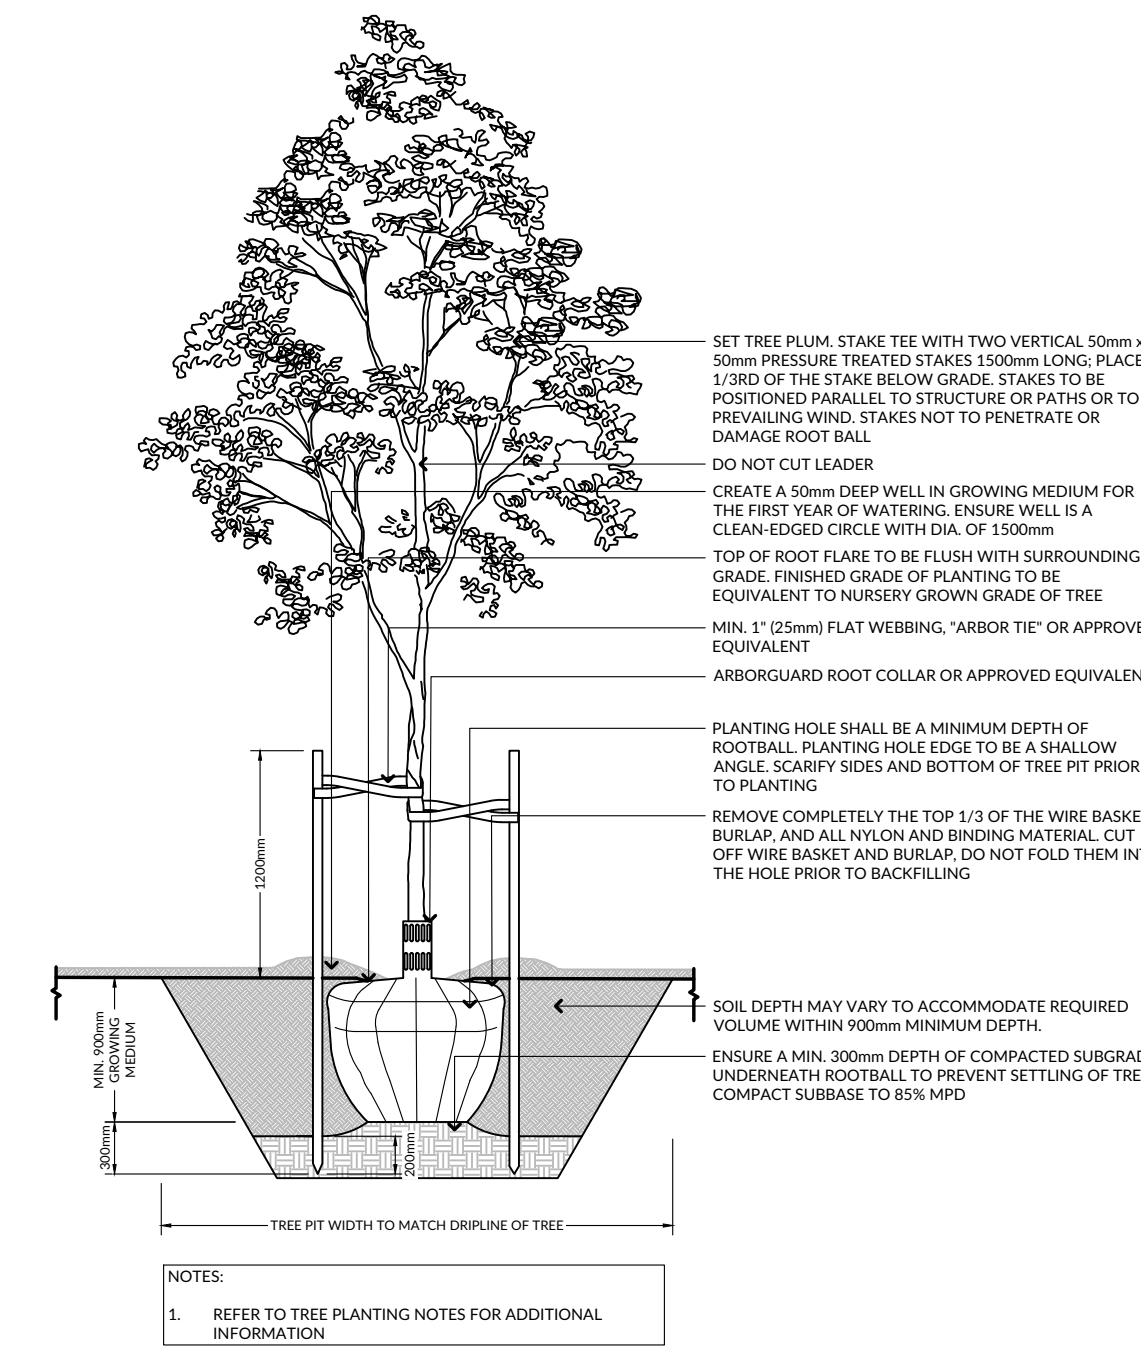 SET TREE PLUM. STAKE TEE WITH TWO VERTICAL 50mm x
50mm PRESSURE TREATED STAKES 1500mm LONG; PLACE
1/3RD OF THE STAKE BELOW GRADE. STAKES TO BE
POSITIONED PARALLEL TO STRUCTURE OR PATHS OR TO
PREVAILING WIND. STAKES NOT TO PENETRATE OR
DAMAGE ROOT BALL
DO NOT CUT LEADER
CREATE A 50mm DEEP WELL IN GROWING MEDIUM FOR
THE FIRST YEAR OF WATERING. ENSURE WELL IS A
CLEAN-EDGED CIRCLE WITH DIA. OF 1500mm
TOP OF ROOT FLARE TO BE FLUSH WITH SURROUNDING
GRADE. FINISHED GRADE OF PLANTING TO BE
EQUIVALENT TO NURSERY GROWN GRADE OF TREE
MIN. 1" (25mm) FLAT WEBBING, "ARBOR TIE" OR APPROVE
EQUIVALENT
ARBORGUARD ROOT COLLAR OR APPROVED EQUIVALEN
PLANTING HOLE SHALL BE A MINIMUM DEPTH OF
ROOTBALL. PLANTING HOLE EDGE TO BE A SHALLOW
ANGLE. SCARIFY SIDES AND BOTTOM OF TREE PIT PRIOR
TO PLANTING
REMOVE COMPLETELY THE TOP 1/3 OF THE WIRE BASKE
BURLAP, AND ALL NYLON AND BINDING MATERIAL. CUT
OFF WIRE BASKET AND BURLAP, DO NOT FOLD THEM IN
THE HOLE PRIOR TO BACKFILLING
SOIL DEPTH MAY VARY TO ACCOMMODATE REQUIRED
VOLUME WITHIN 900mm MINIMUM DEPTH.
ENSURE A MIN. 300mm DEPTH OF COMPACTED SUBGRAD
UNDERNEATH ROOTBALL TO PREVENT SETTLING OF TRE
COMPACT SUBBASE TO 85% MPD
1200mm
MIN. 900mm
GROWING
MEDIUM
300mm
200mm
TREE PIT WIDTH TO MATCH DRIPLINE OF TREE
NOTES:
1. REFER TO TREE PLANTING NOTES FOR ADDITIONAL
INFORMATION